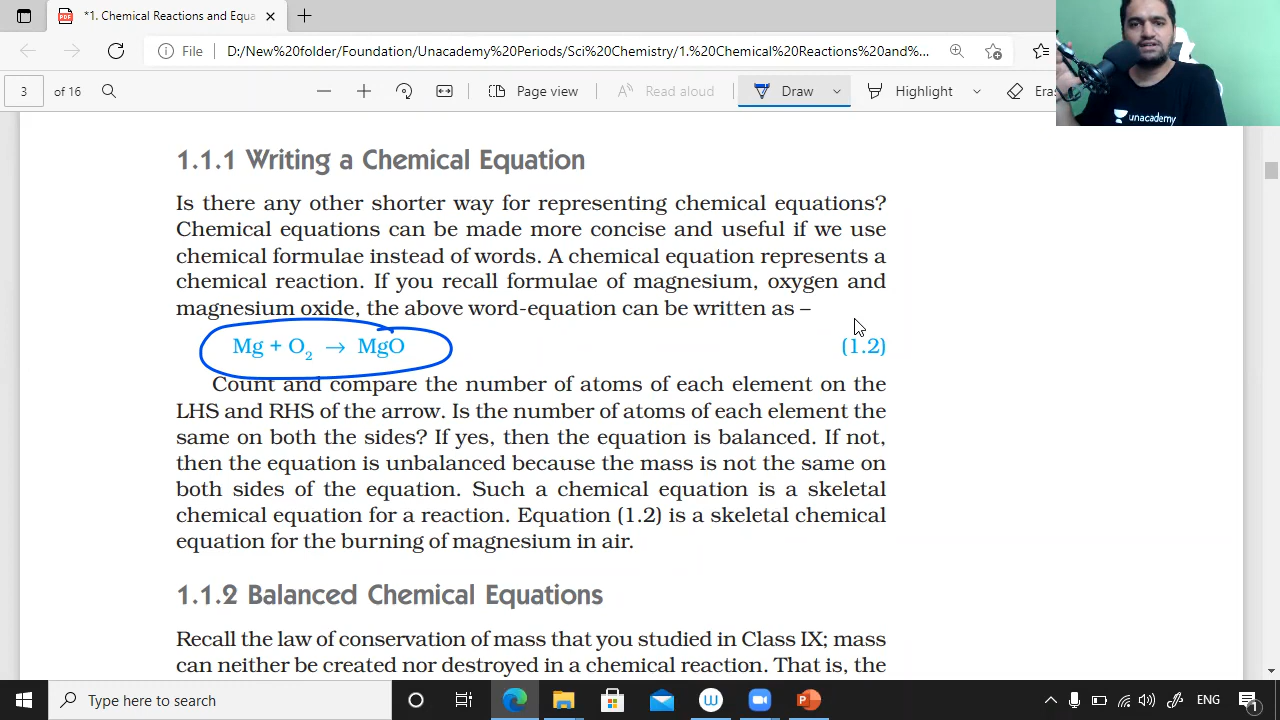 *1. Chemical Reactions and Equa
File D:/New%20folder/Foundation/Unacademy%20Periods/Sci%20Chemistry/1.%20Chemical%20Reactions%20and%...
3 of 16 Page view Read aloud Draw Highlight Eras
unacademy
1.1.1 Writing a Chemical Equation
Is there any other shorter way for representing chemical equations?
Chemical equations can be made more concise and useful if we use
chemical formulae instead of words. A chemical equation represents a
chemical reaction. If you recall formulae of magnesium, oxygen and
magnesium oxide, the above word-equation can be written as –
Mg + O₂ → MgO (1.2)
Count and compare the number of atoms of each element on the
LHS and RHS of the arrow. Is the number of atoms of each element the
same on both the sides? If yes, then the equation is balanced. If not,
then the equation is unbalanced because the mass is not the same on
both sides of the equation. Such a chemical equation is a skeletal
chemical equation for a reaction. Equation (1.2) is a skeletal chemical
equation for the burning of magnesium in air.
1.1.2 Balanced Chemical Equations
Recall the law of conservation of mass that you studied in Class IX; mass
can neither be created nor destroyed in a chemical reaction. That is, the
Type here to search ENG